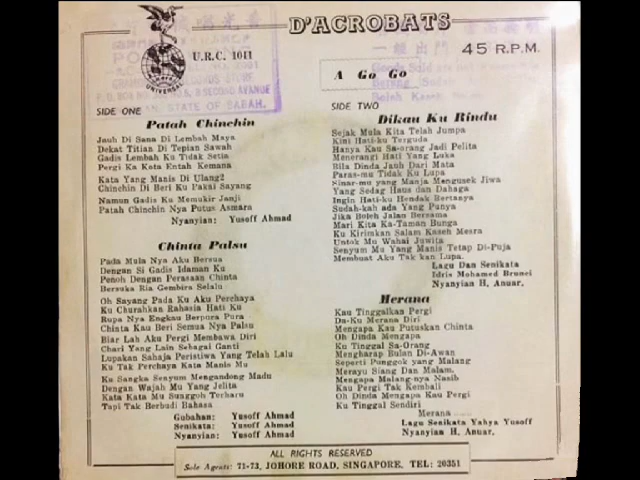 D'ACROBATS
U.R.C. 1011
45 R.P.M.
UNIVERSAL
A Go Go
STATE OF SABAH.
SIDE ONE
Patah Chinchin
Jauh Di Sana Di Lembah Maya
Dekat Titian Di Tepian Sawah
Gadis Lembah Ku Tidak Setia
Pergi Ka Kota Entah Kemana
Kata Yang Manis Di Ulang2
Chinchin Di Beri Ku Pakai Sayang
Namun Gadis Ku Memukir Janji
Patah Chinchin Nya Putus Asmara
Nyanyian: Yusoff Ahmad
Chinta Palsu
Pada Mula Nya Aku Bersua
Dengan Si Gadis Idaman Ku
Penoh Dengan Perasaan Chinta
Bersuka Ria Gembira Selalu
Oh Sayang Pada Ku Aku Perchaya
Ku Churahkan Rahasia Hati Ku
Rupa Nya Engkau Berpura Pura
Chinta Kau Beri Semua Nya Palsu
Biar Lah Aku Pergi Membawa Diri
Chari Yang Lain Sebagai Ganti
Lupakan Sahaja Peristiwa Yang Telah Lalu
Ku Tak Perchaya Kata Manis Mu
Ku Sangka Senyum Mengandong Madu
Dengan Wajah Mu Yang Jelita
Kata Kata Mu Suaggoh Terharu
Tapi Tak Berbudi Bahasa
Gubahan: Yusoff Ahmad
Senikata: Yusoff Ahmad
Nyanyian: Yusoff Ahmad
SIDE TWO
Dikau Ku Rindu
Sejak Mula Kita Telah Jumpa
Kini Hati-ku Terguda
Hanya Kau Sa-orang Jadi Pelita
Menerangi Hati Yang Luka
Bila Dinda Jauh Dari Mata
Paras-mu Tidak Ku Lupa
Sinar-mu yang Manja Mengusek Jiwa
Yang Sedag Haus dan Dahaga
Ingin Hati-ku Hendak Bertanya
Sudah-kah ada Yang Punya
Jika Boleh Jalan Bersama
Mari Kita Ka-Taman Bunga
Ku Kirimkan Salam Kaseh Mesra
Untok Mu Wahai Juwita
Senyum Mu Yang Manis Tetap Di-Puja
Membuat Aku Tak kan Lupa.
Lagu Dan Senikata
Idris Mohamed Brunei
Nyanyian H. Anuar.
Merana
Kau Tinggalkan Pergi
Da-Ku Merana Diri
Mengapa Kau Putuskan Chinta
Oh Dinda Mengapa
Ku Tinggal Sa-Orang
Mengharap Bulan Di-Awan
Seperti Punggok yang Malang
Merayu Siang Dan Malam,
Mengapa Malang-nya Nasib
Kau Pergi Tak Kembali
Oh Dinda Mengapa Kau Pergi
Ku Tinggul Sendiri
Merana
Lagu Senikata Yahya Yusoff
Nyanyian H. Anuar.
ALL RIGHTS RESERVED
Sole Agents: 71-73, JOHORE ROAD, SINGAPORE, TEL: 20351